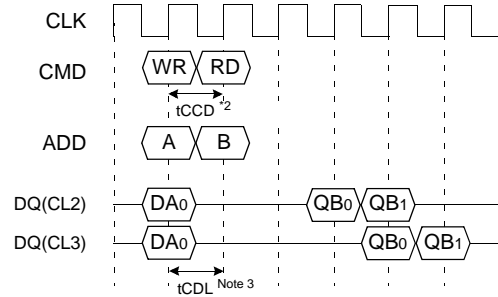 CLK
CMD WR RD
tCCD *2
ADD A B
DQ(CL2) DA0 QB0 QB1
DQ(CL3) DA0 QB0 QB1
tCDL Note 3